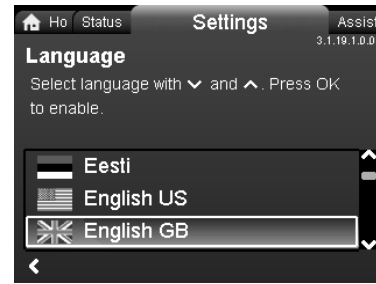 Ho Status Settings Assist
3.1.19.1.0.0
Language
Select language with and . Press OK
to enable.
Eesti
English US
English GB